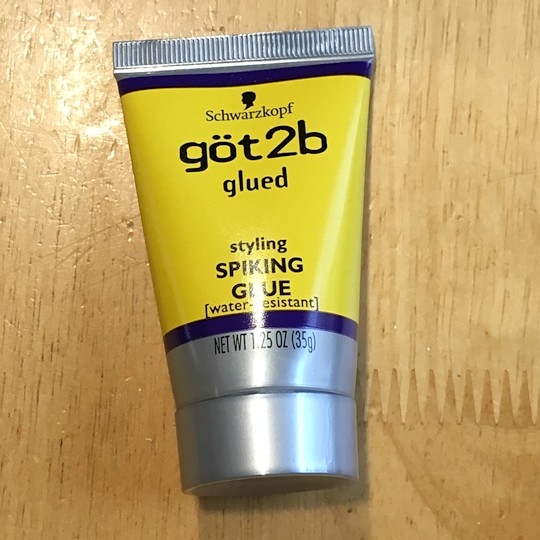 Schwarzkopf
göt2b
glued
styling
SPIKING
GLUE
[water-resistant]
NET WT 1.25 OZ (35g)